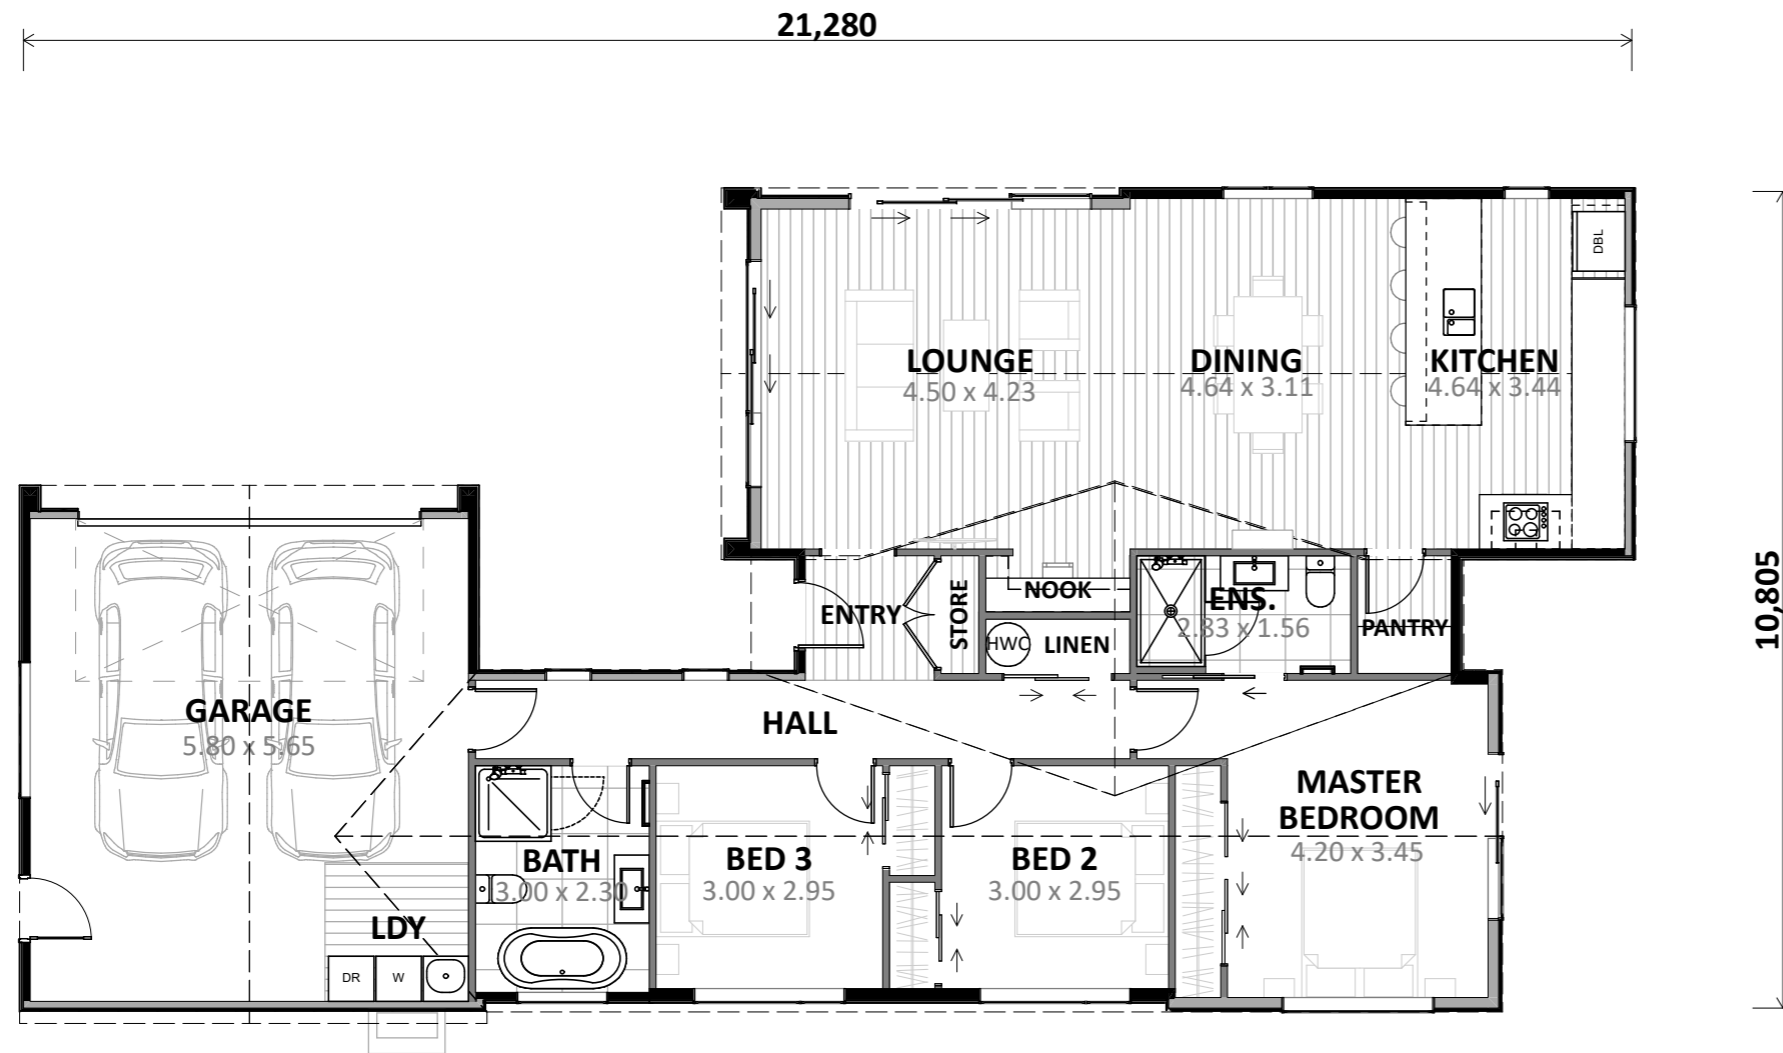 21,280
DBL
LOUNGE
4.50 x 4.23
DINING
4.64 x 3.11
KITCHEN
4.64 x 3.44
10,805
ENTRY
STORE
NOOK
HWC
LINEN
ENS.
2.83 x 1.56
PANTRY
GARAGE
5.80 x 5.65
HALL
MASTER
BEDROOM
4.20 x 3.45
BATH
3.00 x 2.30
BED 3
3.00 x 2.95
BED 2
3.00 x 2.95
LDY
DR
W